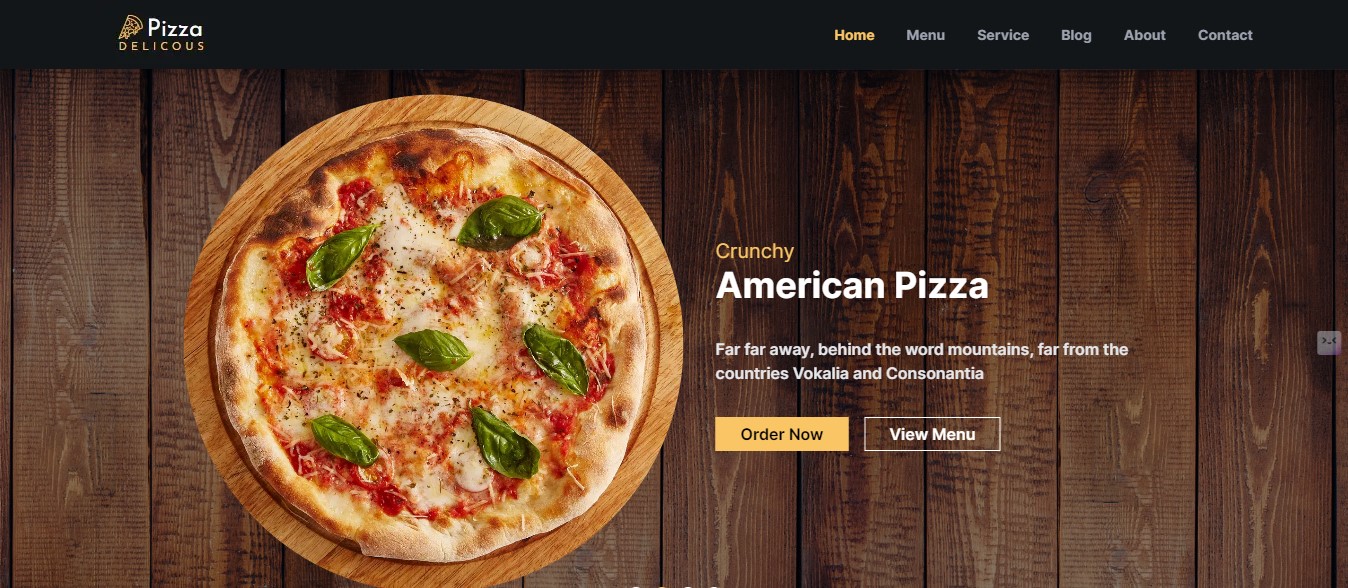 Pizza
DELICOUS
Home Menu Service Blog About Contact
Crunchy
American Pizza
Far far away, behind the word mountains, far from the
countries Vokalia and Consonantia
Order Now View Menu